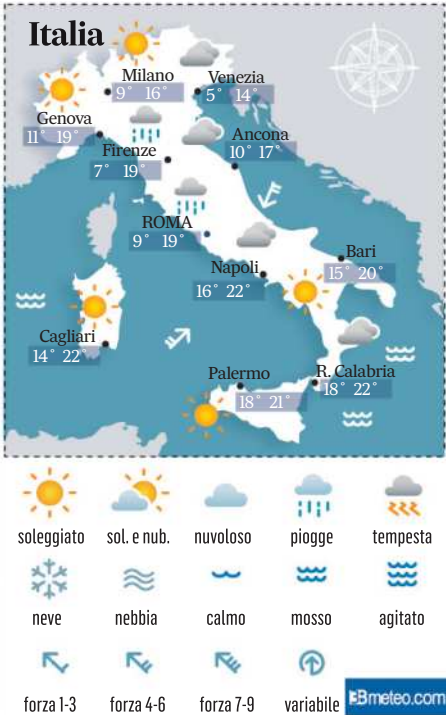 Italia
Milano
9° 16°
Venezia
5° 14°
Genova
11° 19°
Firenze
7° 19°
Ancona
10° 17°
ROMA
9° 19°
Napoli
16° 22°
Bari
15° 20°
Cagliari
14° 22°
Palermo
18° 21°
R. Calabria
18° 22°
soleggiato sol. e nub. nuvoloso piogge tempesta
neve nebbia calmo mosso agitato
forza 1-3 forza 4-6 forza 7-9 variabile
3Bmeteo.com